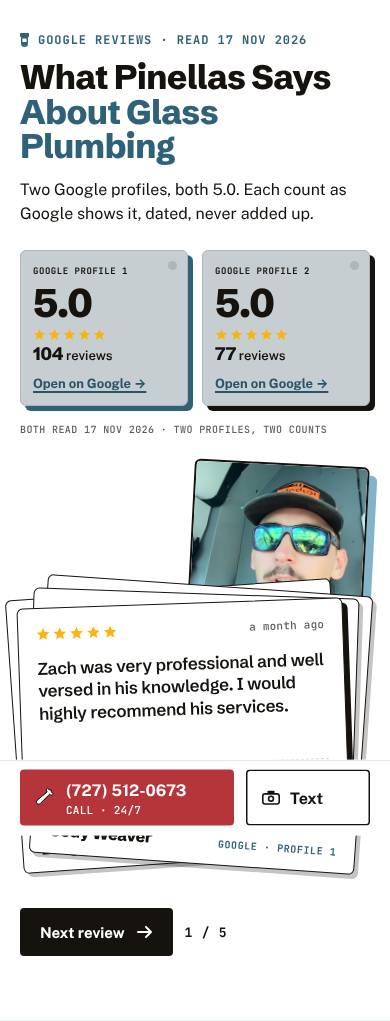 GOOGLE REVIEWS · READ 17 NOV 2026
What Pinellas Says
About Glass
Plumbing
Two Google profiles, both 5.0. Each count as
Google shows it, dated, never added up.
GOOGLE PROFILE 1
5.0
104 reviews
Open on Google →
GOOGLE PROFILE 2
5.0
77 reviews
Open on Google →
BOTH READ 17 NOV 2026 · TWO PROFILES, TWO COUNTS
a month ago
Zach was very professional and well
versed in his knowledge. I would
highly recommend his services.
(727) 512-0673
CALL · 24/7
Text
Weaver
GOOGLE · PROFILE 1
Next review →
1 / 5